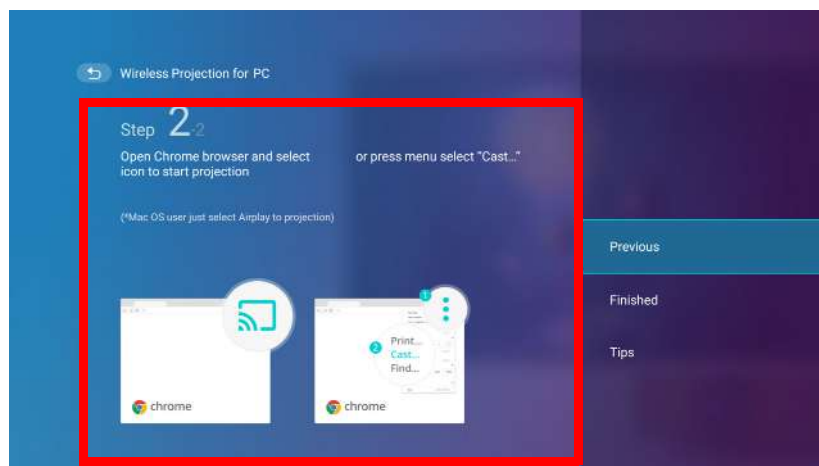 Wireless Projection for PC
Step 2-2
Open Chrome browser and select
icon to start projection
or press menu select "Cast..."
(*Mac OS user just select Airplay to projection)
1
2
Print...
Cast...
Find...
chrome
chrome
Previous
Finished
Tips